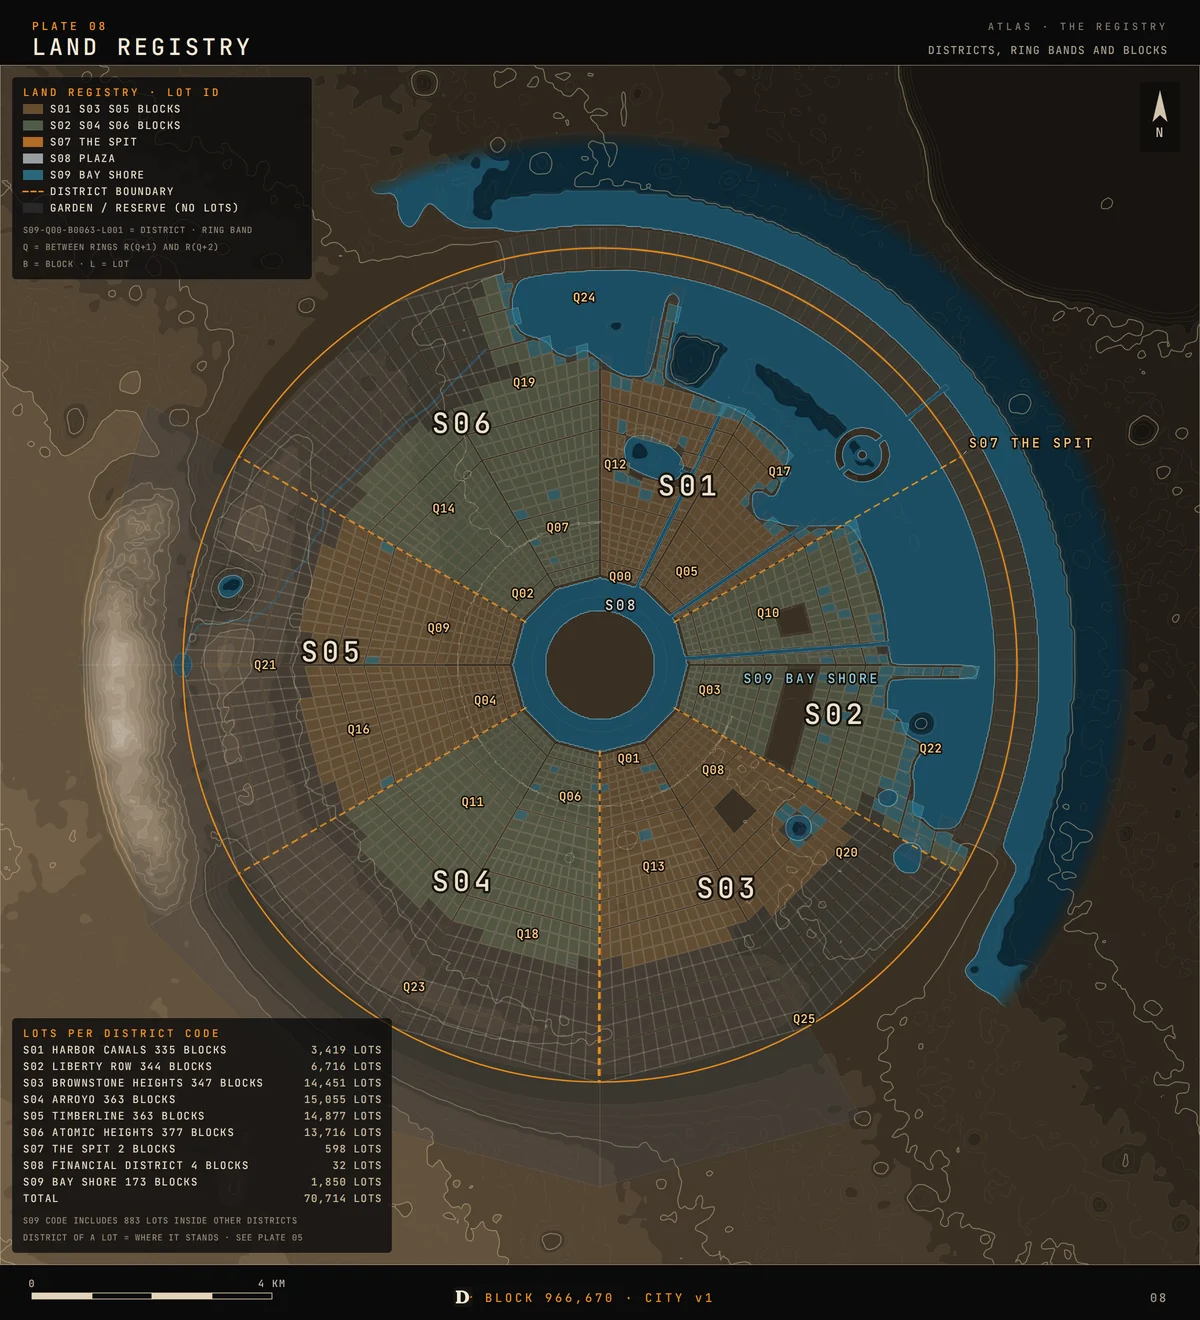 PLATE 08
LAND REGISTRY
ATLAS · THE REGISTRY
DISTRICTS, RING BANDS AND BLOCKS
LAND REGISTRY · LOT ID
S01 S03 S05 BLOCKS
S02 S04 S06 BLOCKS
S07 THE SPIT
S08 PLAZA
S09 BAY SHORE
DISTRICT BOUNDARY
GARDEN / RESERVE (NO LOTS)
S09-Q00-B0063-L001 = DISTRICT · RING BAND
Q = BETWEEN RINGS R(Q+1) AND R(Q+2)
B = BLOCK · L = LOT
N
Q24
Q19
S06
S07 THE SPIT
Q12
Q17
S01
Q14
Q07
Q00
Q05
Q02
S08
Q10
Q09
S05
Q21
S09 BAY SHORE
Q03
Q04
S02
Q16
Q22
Q01
Q08
Q06
Q11
Q20
Q13
S04
S03
Q18
Q23
Q25
LOTS PER DISTRICT CODE
S01 HARBOR CANALS 335 BLOCKS 3,419 LOTS
S02 LIBERTY ROW 344 BLOCKS 6,716 LOTS
S03 BROWNSTONE HEIGHTS 347 BLOCKS 14,451 LOTS
S04 ARROYO 363 BLOCKS 15,055 LOTS
S05 TIMBERLINE 363 BLOCKS 14,877 LOTS
S06 ATOMIC HEIGHTS 377 BLOCKS 13,716 LOTS
S07 THE SPIT 2 BLOCKS 598 LOTS
S08 FINANCIAL DISTRICT 4 BLOCKS 32 LOTS
S09 BAY SHORE 173 BLOCKS 1,850 LOTS
TOTAL 70,714 LOTS
S09 CODE INCLUDES 883 LOTS INSIDE OTHER DISTRICTS
DISTRICT OF A LOT = WHERE IT STANDS · SEE PLATE 05
0 4 KM
D BLOCK 966,670 · CITY v1
08